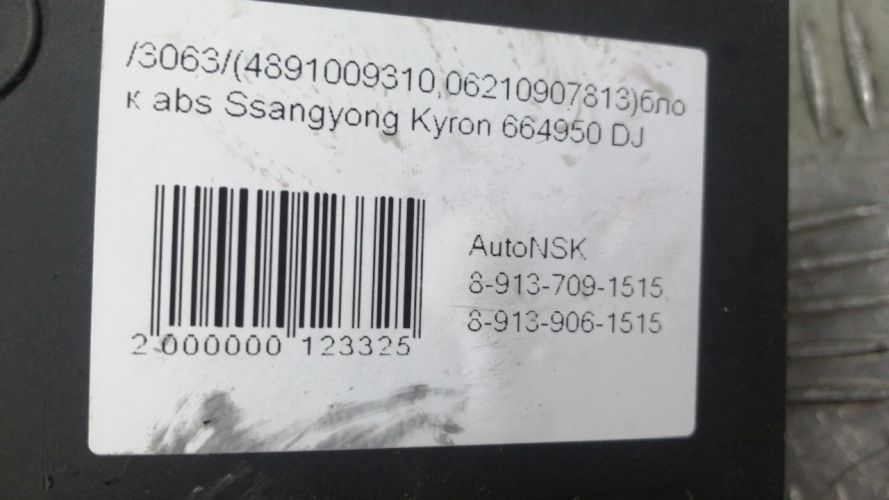 /3063/(4891009310,06210907813)бло
к abs Ssangyong Kyron 664950 DJ
AutoNSK
8-913-709-1515
8-913-906-1515
2 000000 123325